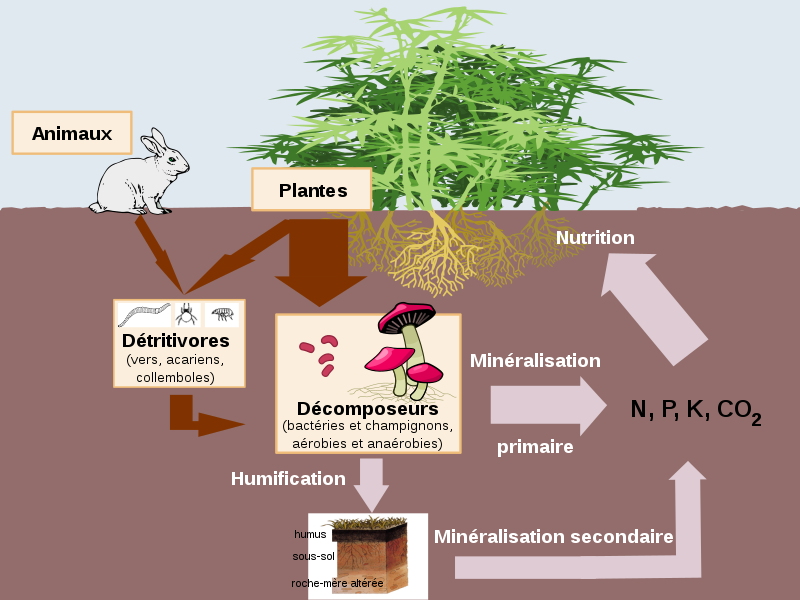 Animaux
Plantes
Nutrition
Détritivores
(vers, acariens,
collemboles)
Décomposeurs
(bactéries et champignons,
aérobies et anaérobies)
Minéralisation
primaire
N, P, K, CO2
Humification
humus
sous-sol
roche-mère altérée
Minéralisation secondaire